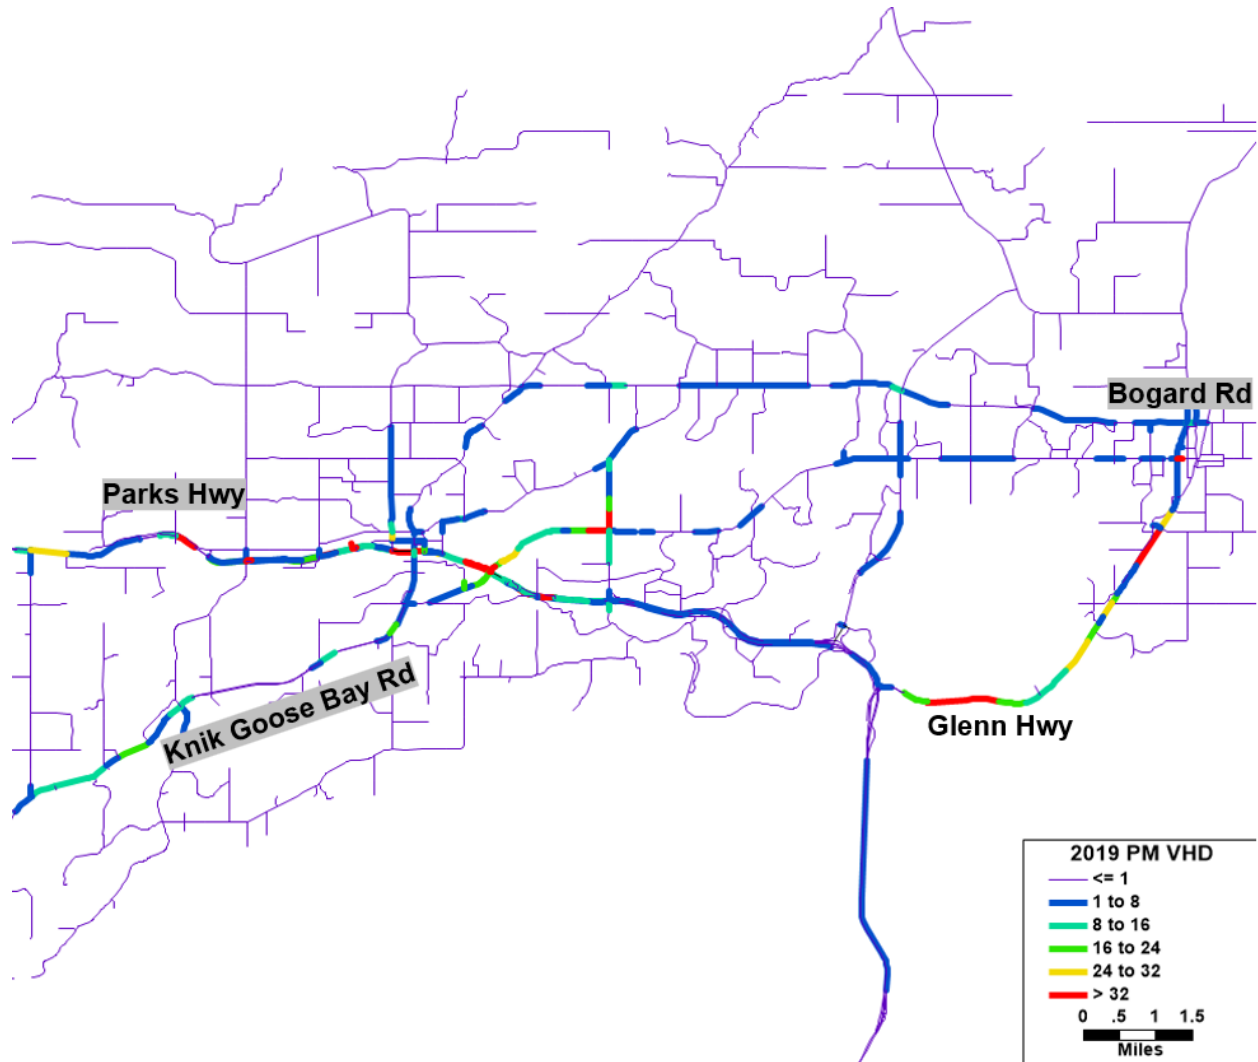 Bogard Rd
Parks Hwy
Knik Goose Bay Rd
Glenn Hwy
2019 PM VHD
<= 1
1 to 8
8 to 16
16 to 24
24 to 32
> 32
0 .5 1 1.5
Miles